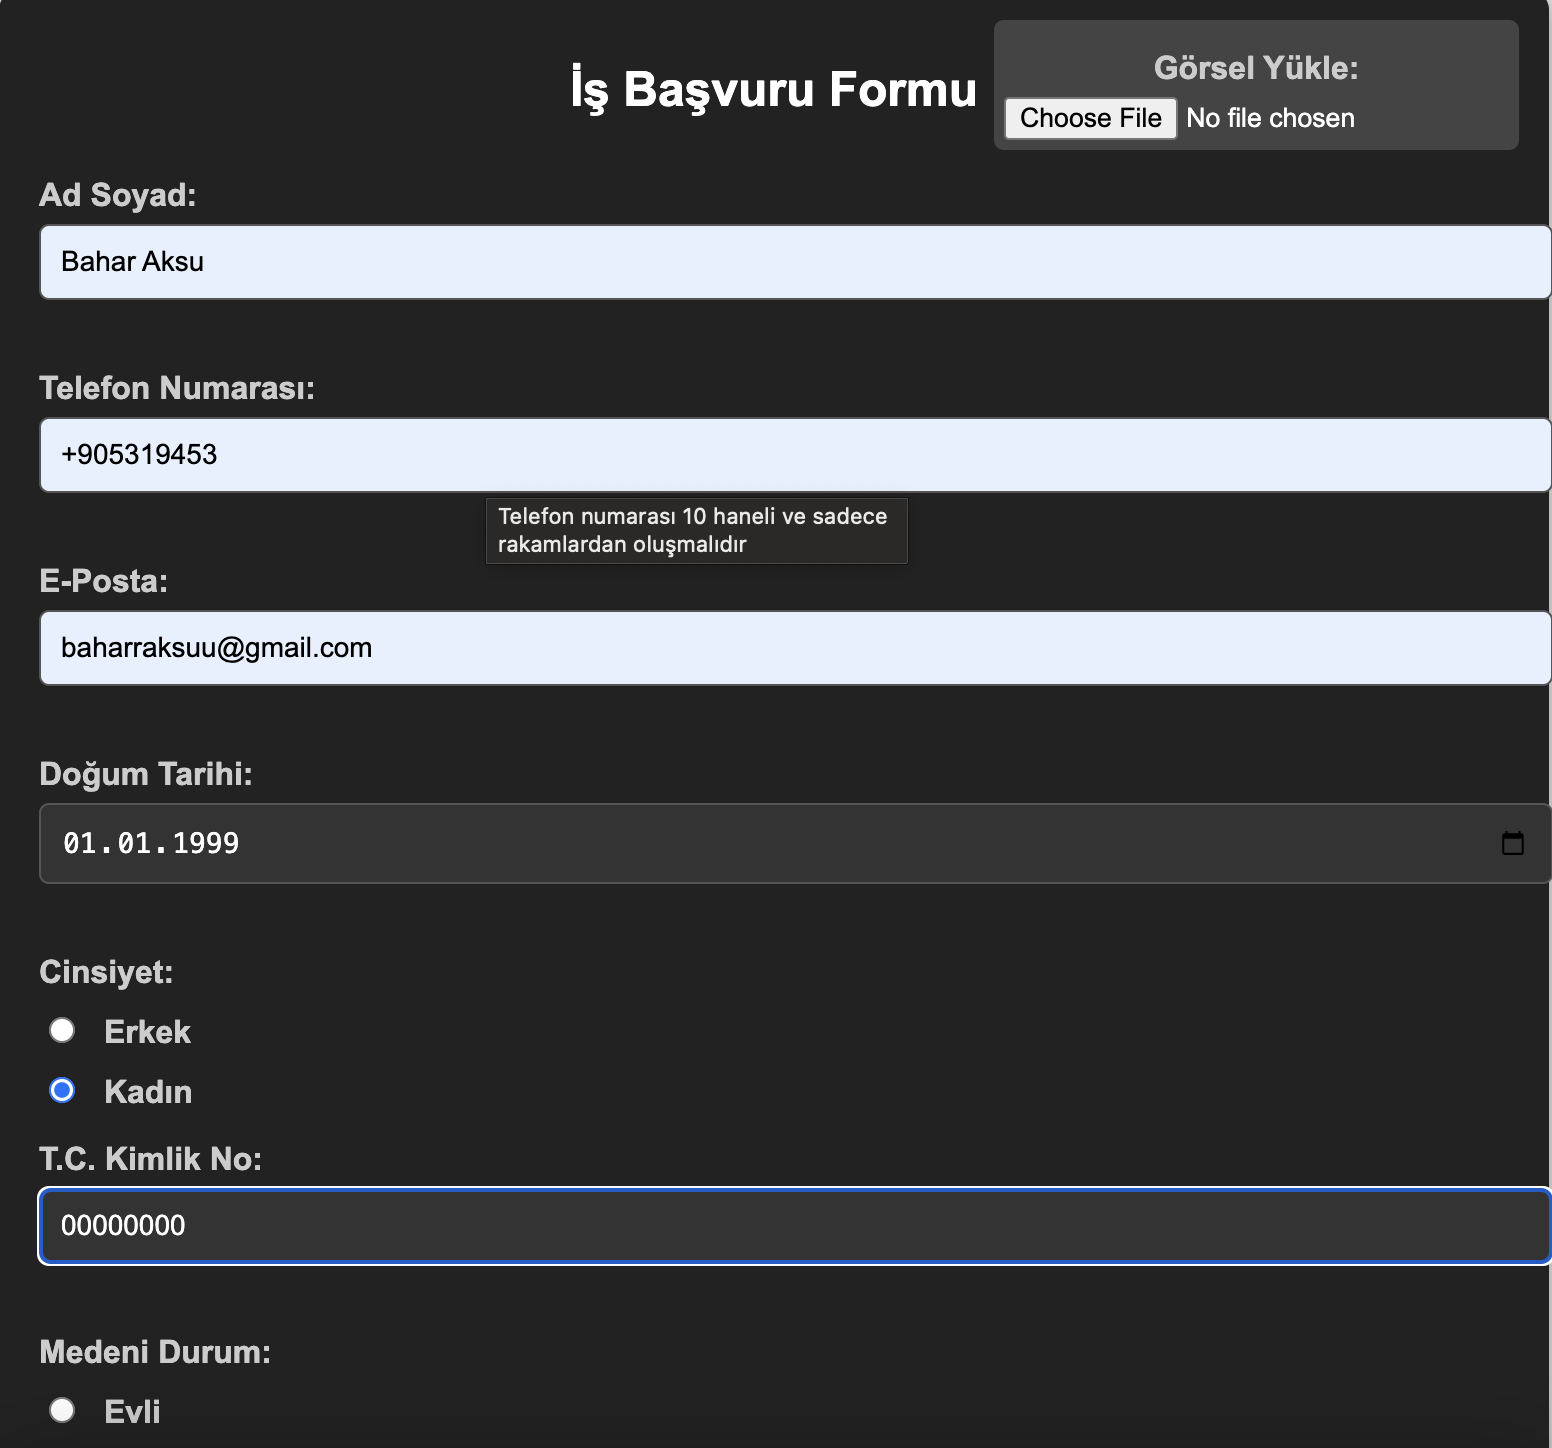 İş Başvuru Formu
Görsel Yükle:
Choose File No file chosen
Ad Soyad:
Bahar Aksu
Telefon Numarası:
+905319453
Telefon numarası 10 haneli ve sadece
rakamlardan oluşmalıdır
E-Posta:
baharraksuu@gmail.com
Doğum Tarihi:
01.01.1999
Cinsiyet:
Erkek
Kadın
T.C. Kimlik No:
00000000
Medeni Durum:
Evli